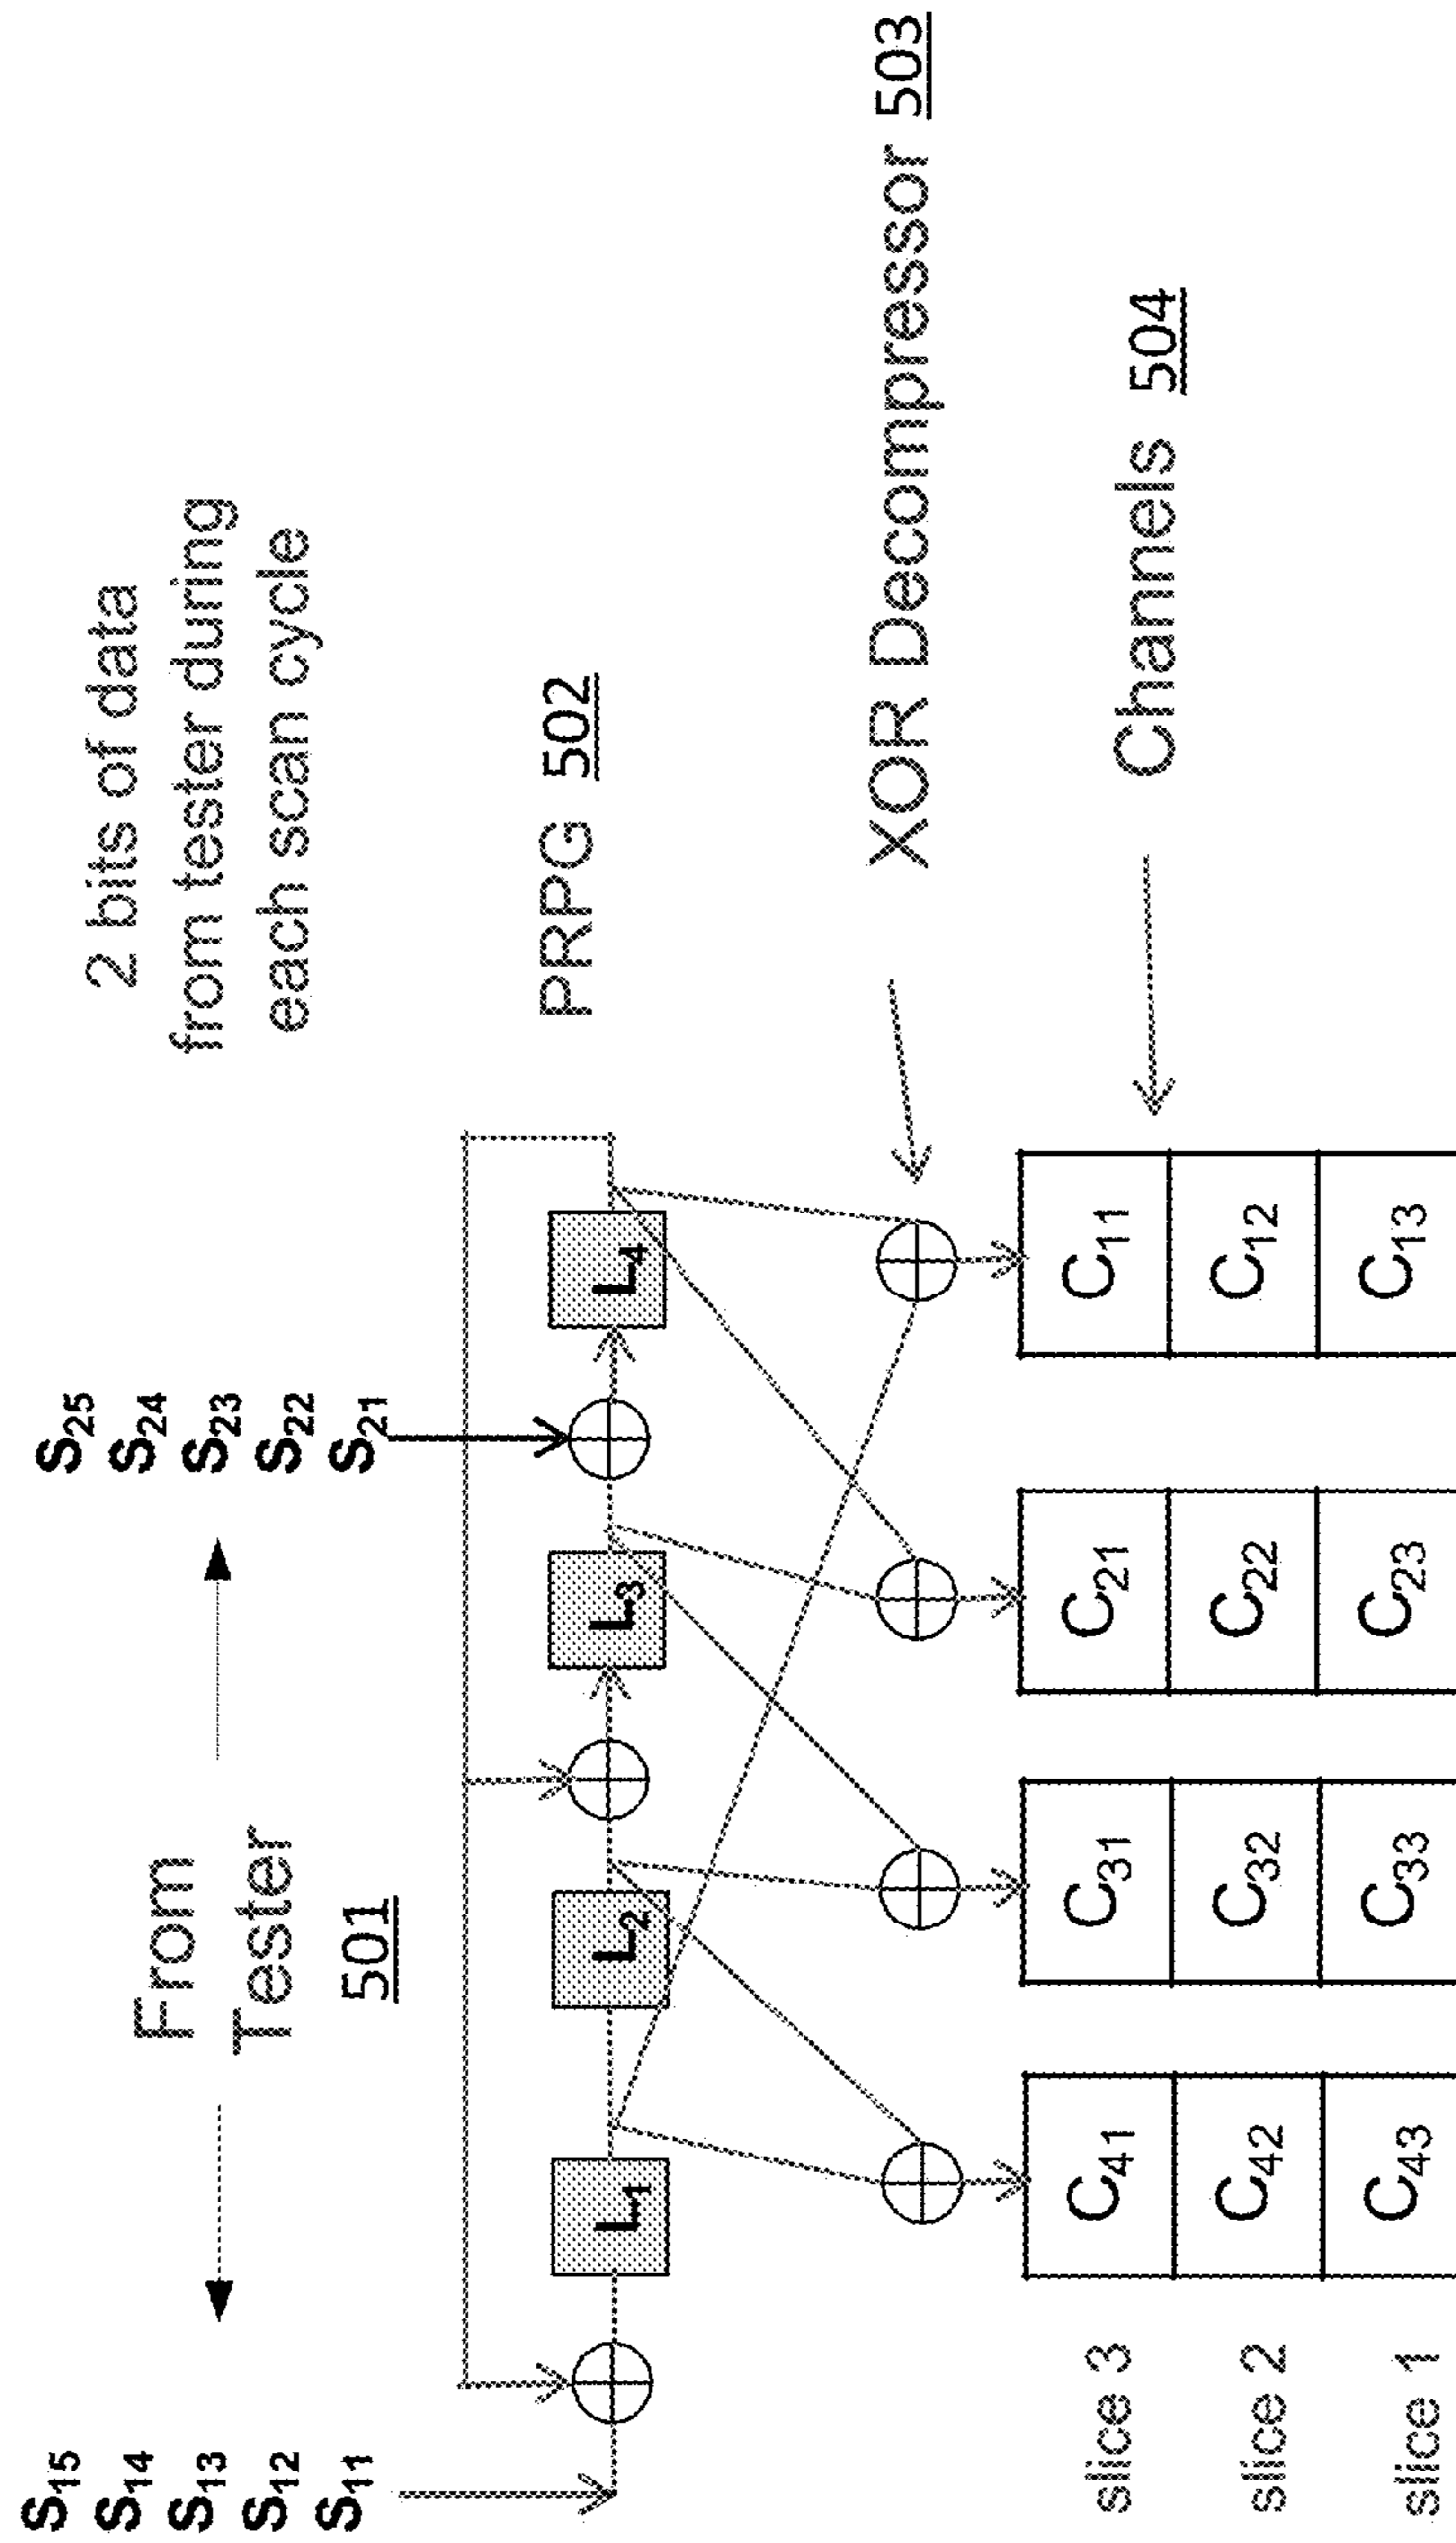 S15
S14
S13
S12
S11
From
Tester
501
S25
S24
S23
S22
S21
2 bits of data
from tester during
each scan cycle
L1
L2
L3
L4
PRPG 502
XOR Decompressor 503
Channels 504
slice 3
C41
C31
C21
C11
slice 2
C42
C32
C22
C12
slice 1
C43
C33
C23
C13